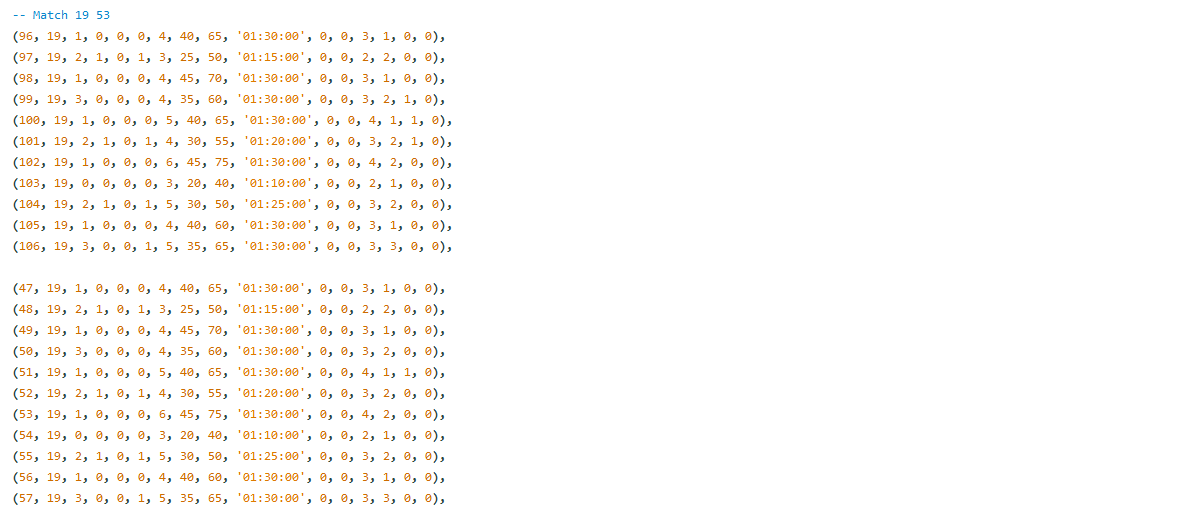 -- Match 19 53
(96, 19, 1, 0, 0, 0, 4, 40, 65, '01:30:00', 0, 0, 3, 1, 0, 0),
(97, 19, 2, 1, 0, 1, 3, 25, 50, '01:15:00', 0, 0, 2, 2, 0, 0),
(98, 19, 1, 0, 0, 0, 4, 45, 70, '01:30:00', 0, 0, 3, 1, 0, 0),
(99, 19, 3, 0, 0, 0, 4, 35, 60, '01:30:00', 0, 0, 3, 2, 1, 0),
(100, 19, 1, 0, 0, 0, 5, 40, 65, '01:30:00', 0, 0, 4, 1, 1, 0),
(101, 19, 2, 1, 0, 1, 4, 30, 55, '01:20:00', 0, 0, 3, 2, 1, 0),
(102, 19, 1, 0, 0, 0, 6, 45, 75, '01:30:00', 0, 0, 4, 2, 0, 0),
(103, 19, 0, 0, 0, 0, 3, 20, 40, '01:10:00', 0, 0, 2, 1, 0, 0),
(104, 19, 2, 1, 0, 1, 5, 30, 50, '01:25:00', 0, 0, 3, 2, 0, 0),
(105, 19, 1, 0, 0, 0, 4, 40, 60, '01:30:00', 0, 0, 3, 1, 0, 0),
(106, 19, 3, 0, 0, 1, 5, 35, 65, '01:30:00', 0, 0, 3, 3, 0, 0),
(47, 19, 1, 0, 0, 0, 4, 40, 65, '01:30:00', 0, 0, 3, 1, 0, 0),
(48, 19, 2, 1, 0, 1, 3, 25, 50, '01:15:00', 0, 0, 2, 2, 0, 0),
(49, 19, 1, 0, 0, 0, 4, 45, 70, '01:30:00', 0, 0, 3, 1, 0, 0),
(50, 19, 3, 0, 0, 0, 4, 35, 60, '01:30:00', 0, 0, 3, 2, 0, 0),
(51, 19, 1, 0, 0, 0, 5, 40, 65, '01:30:00', 0, 0, 4, 1, 1, 0),
(52, 19, 2, 1, 0, 1, 4, 30, 55, '01:20:00', 0, 0, 3, 2, 0, 0),
(53, 19, 1, 0, 0, 0, 6, 45, 75, '01:30:00', 0, 0, 4, 2, 0, 0),
(54, 19, 0, 0, 0, 0, 3, 20, 40, '01:10:00', 0, 0, 2, 1, 0, 0),
(55, 19, 2, 1, 0, 1, 5, 30, 50, '01:25:00', 0, 0, 3, 2, 0, 0),
(56, 19, 1, 0, 0, 0, 4, 40, 60, '01:30:00', 0, 0, 3, 1, 0, 0),
(57, 19, 3, 0, 0, 1, 5, 35, 65, '01:30:00', 0, 0, 3, 3, 0, 0),